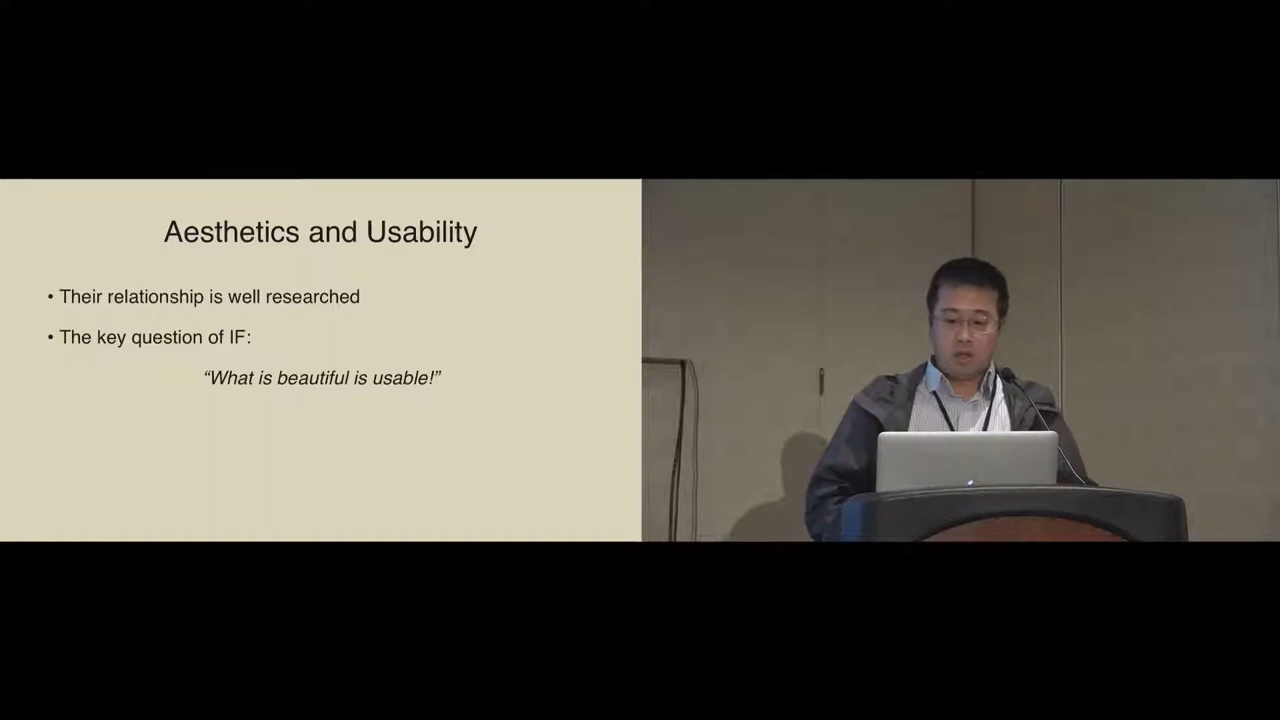 Aesthetics and Usability
• Their relationship is well researched
• The key question of IF:
“What is beautiful is usable!”